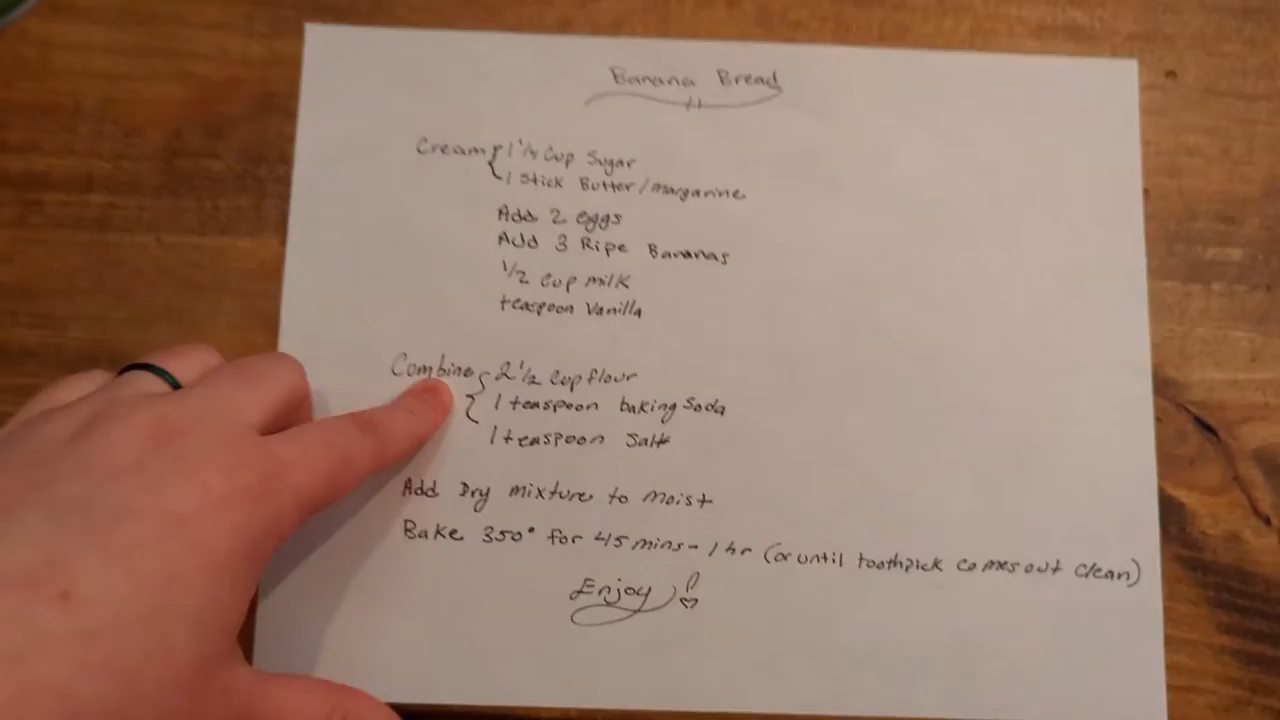 Banana Bread
Cream { 1 1/4 Cup Sugar
1 Stick Butter/margarine
Add 2 eggs
Add 3 Ripe Bananas
1/2 cup milk
teaspoon Vanilla
Combine { 2 1/2 cup flour
1 teaspoon baking Soda
1 teaspoon Salt
Add Dry mixture to moist
Bake 350° for 45 mins - 1 hr (or until toothpick comes out clean)
Enjoy!